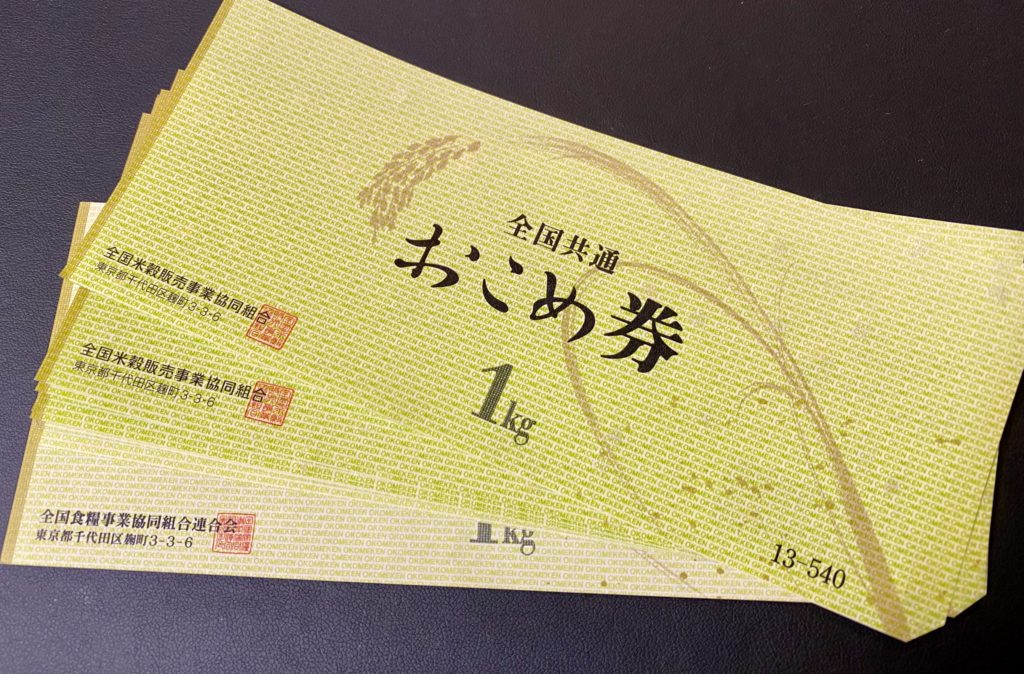 全国共通
おこめ券
1kg
全国米穀販売事業協同組合
東京都千代田区麹町3-3-6
13-540
全国米穀販売事業協同組合
東京都千代田区麹町3-3-6
全国食糧事業協同組合連合会
東京都千代田区麹町3-3-6
1kg
OKOMEKEN OKOMEKEN OKOMEKEN